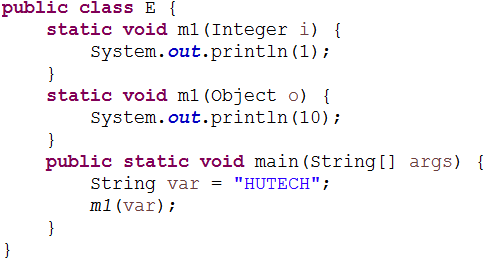 public class E {
    static void m1(Integer i) {
        System.out.println(1);
    }
    static void m1(Object o) {
        System.out.println(10);
    }
    public static void main(String[] args) {
        String var = "HUTECH";
        m1(var);
    }
}